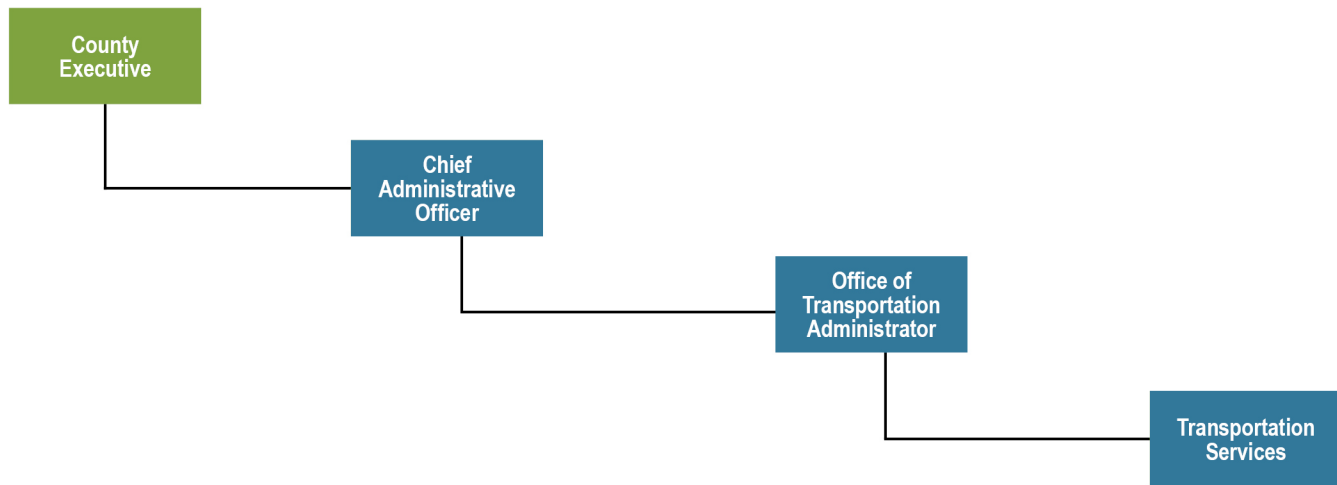 County
Executive
Chief
Administrative
Officer
Office of
Transportation
Administrator
Transportation
Services